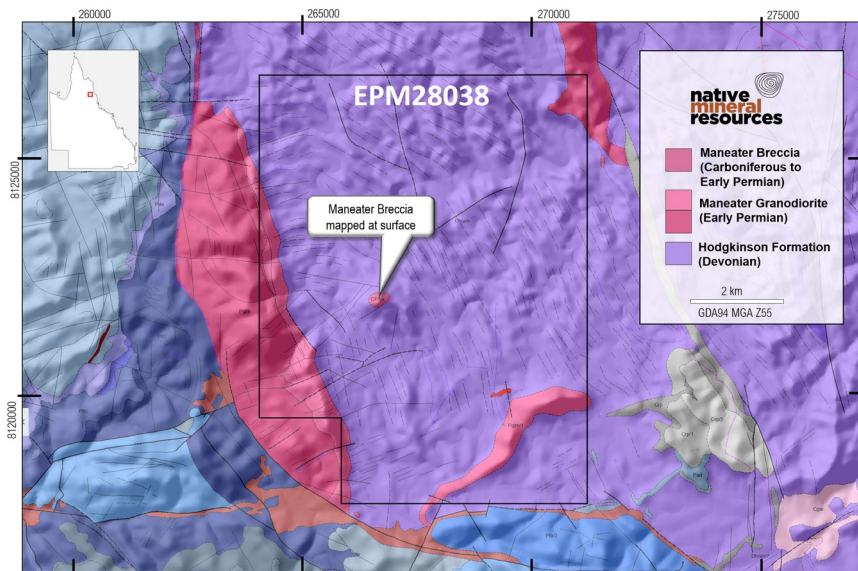 260000
265000
270000
275000
8125000
8120000
EPM28038
Maneater Breccia
mapped at surface
native
mineral
resources
Maneater Breccia
(Carboniferous to
Early Permian)
Maneater Granodiorite
(Early Permian)
Hodgkinson Formation
(Devonian)
2 km
GDA94 MGA Z55